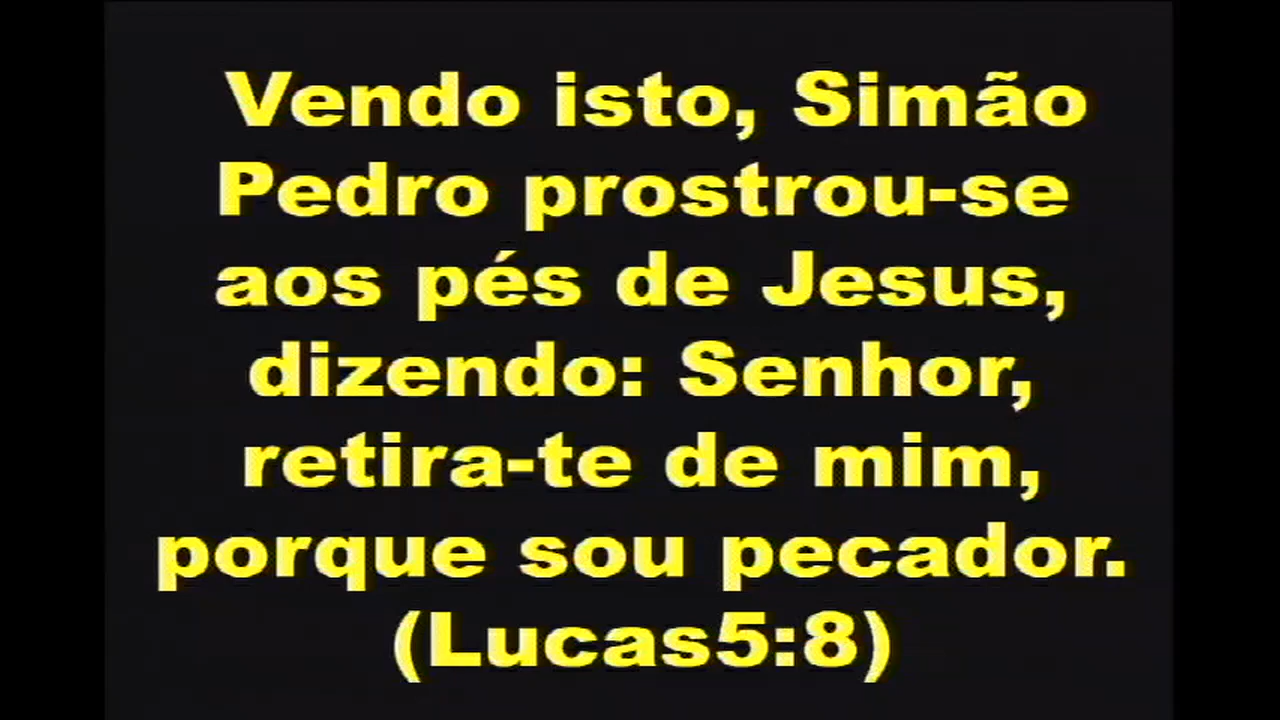 Vendo isto, Simão
Pedro prostrou-se
aos pés de Jesus,
dizendo: Senhor,
retira-te de mim,
porque sou pecador.
(Lucas5:8)